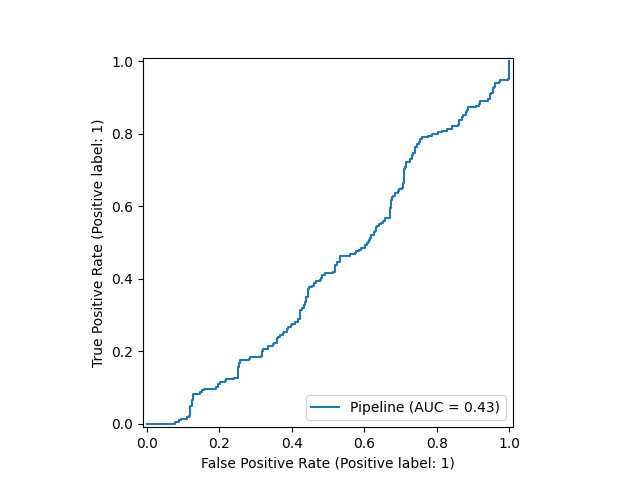 1.0
0.8
0.6
0.4
0.2
0.0
True Positive Rate (Positive label: 1)
Pipeline (AUC = 0.43)
0.0 0.2 0.4 0.6 0.8 1.0
False Positive Rate (Positive label: 1)